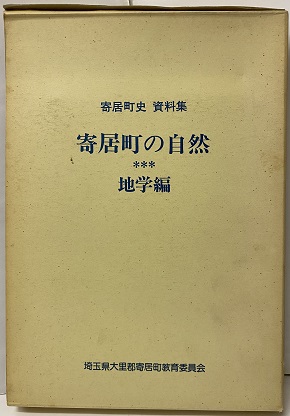 寄居町史 資料集
寄居町の自然
***
地学編
埼玉県大里郡寄居町教育委員会